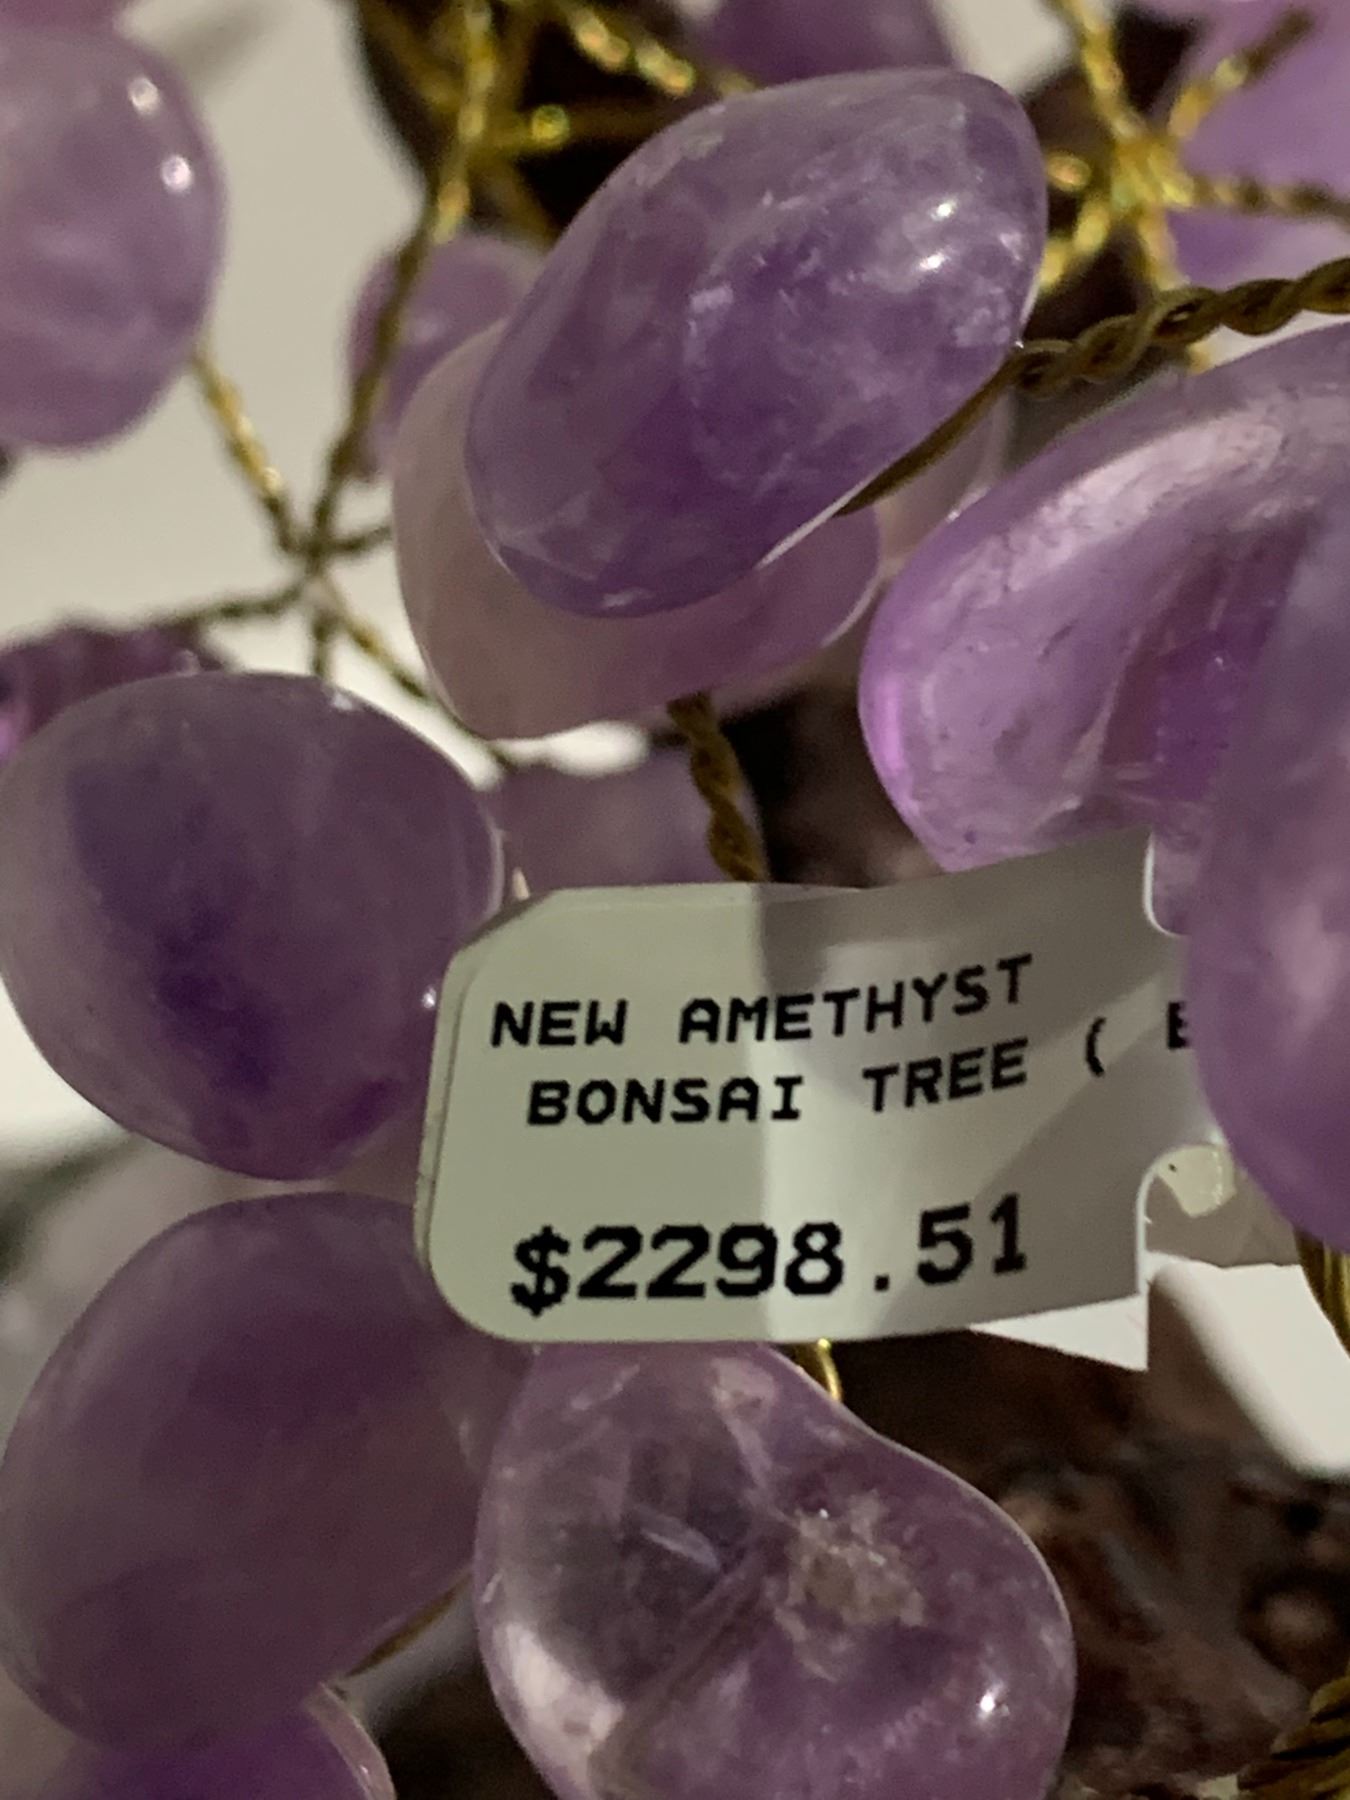 NEW AMETHYST
BONSAI TREE (
$2298.51